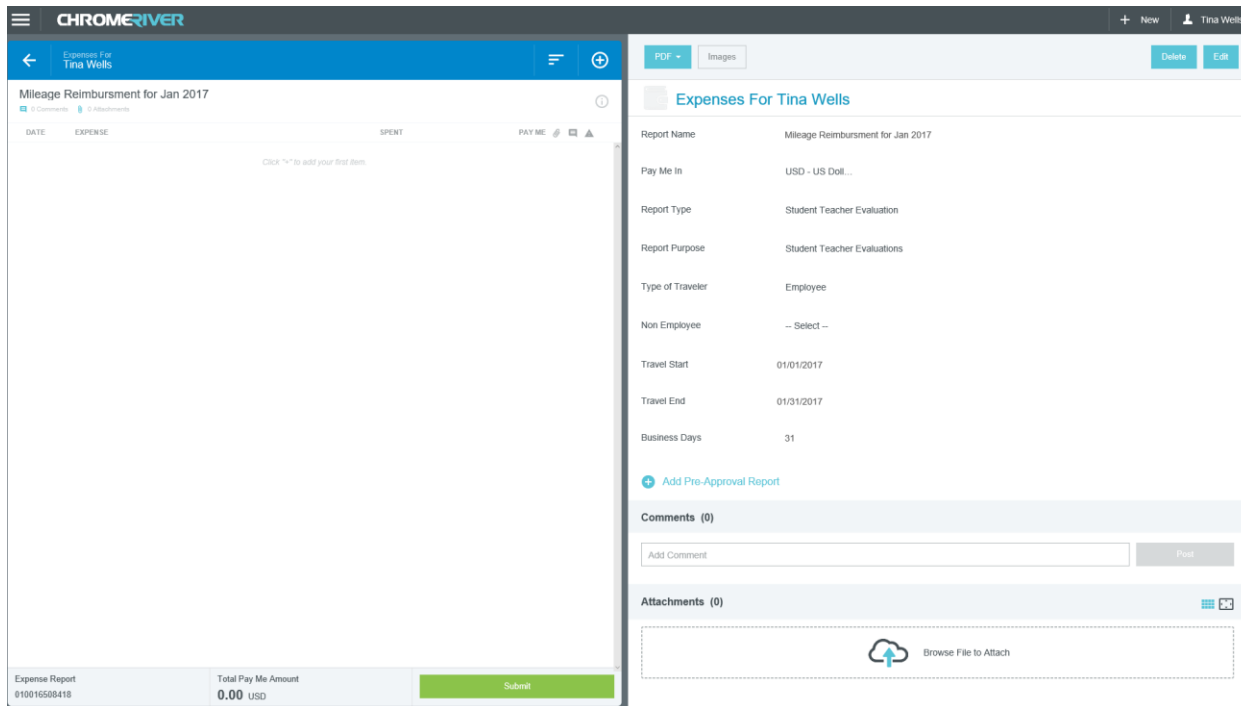 CHROMERIVER
+ New Tina Wells
Expenses For
Tina Wells
Mileage Reimbursment for Jan 2017
0 Comments 0 Attachments
DATE EXPENSE SPENT PAY ME
Click "+" to add your first item.
Expense Report
010016508418
Total Pay Me Amount
0.00 USD
Submit
PDF Images Delete Edit
Expenses For Tina Wells
Report Name Mileage Reimbursment for Jan 2017
Pay Me In USD - US Doll...
Report Type Student Teacher Evaluation
Report Purpose Student Teacher Evaluations
Type of Traveler Employee
Non Employee -- Select --
Travel Start 01/01/2017
Travel End 01/31/2017
Business Days 31
Add Pre-Approval Report
Comments (0)
Add Comment Post
Attachments (0)
Browse File to Attach